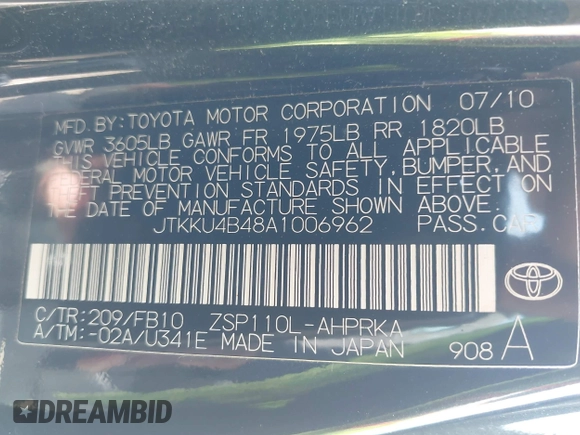 MFD.BY:TOYOTA MOTOR CORPORATION 07/10
GVWR 3605LB GAWR FR 1975LB RR 1820LB
THIS VEHICLE CONFORMS TO ALL APPLICABLE
FEDERAL MOTOR VEHICLE SAFETY, BUMPER, AND
THEFT PREVENTION STANDARDS IN EFFECT ON
THE DATE OF MANUFACTURE SHOWN ABOVE.
JTKKU4B48A1006962 PASS.CAR
TOYOTA
C/TR:209/FB10 ZSP110L-AHPRKA
A/TM:-02A/U341E MADE IN JAPAN 908 A
DREAMBID